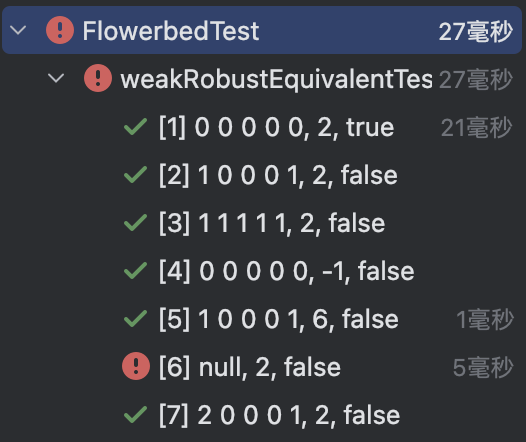 FlowerbedTest 27毫秒
weakRobustEquivalentTes 27毫秒
[1] 0 0 0 0 0, 2, true 21毫秒
[2] 1 0 0 0 1, 2, false
[3] 1 1 1 1 1, 2, false
[4] 0 0 0 0 0, -1, false
[5] 1 0 0 0 1, 6, false 1毫秒
[6] null, 2, false 5毫秒
[7] 2 0 0 0 1, 2, false